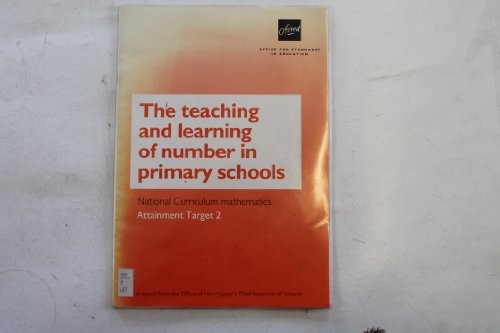 Ofsted
OFFICE FOR STANDARDS
IN EDUCATION
The teaching
and learning
of number in
primary schools
National Curriculum mathematics
Attainment Target 2
A report from the Office of Her Majesty's Chief Inspector of Schools